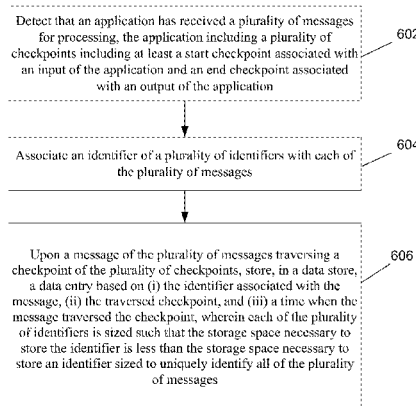 Detect that an application has received a plurality of messages
for processing, the application including a plurality of
checkpoints including at least a start checkpoint associated with
an input of the application and an end checkpoint associated
with an output of the application
602
Associate an identifier of a plurality of identifiers with each of
the plurality of messages
604
Upon a message of the plurality of messages traversing a
checkpoint of the plurality of checkpoints, store, in a data store,
a data entry based on (i) the identifier associated with the
message, (ii) the traversed checkpoint, and (iii) a time when the
message traversed the checkpoint, wherein each of the plurality
of identifiers is sized such that the storage space necessary to
store the identifier is less than the storage space necessary to
store an identifier sized to uniquely identify all of the plurality
of messages
606